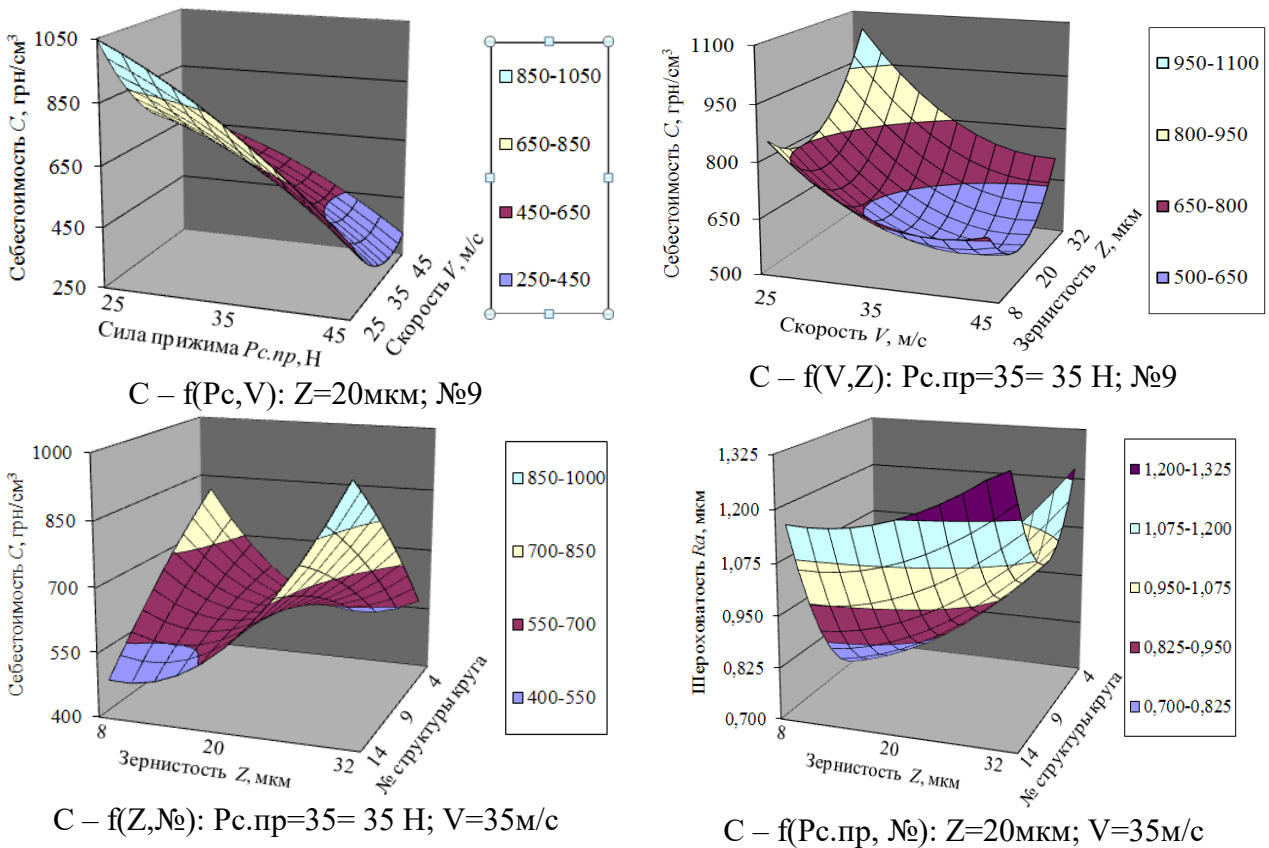 Себестоимость С, грн/см³
1050
850
650
450
250
25
35
45
Сила прижима Рс.пр, Н
25 35 45
Скорость V, м/с
850-1050
650-850
450-650
250-450
С – f(Рс,V): Z=20мкм; №9
Себестоимость С, грн/см³
1100
950
800
650
500
25
35
45
Скорость V, м/с
8 20 32
Зернистость Z, мкм
950-1100
800-950
650-800
500-650
С – f(V,Z): Рс.пр=35= 35 Н; №9
Себестоимость С, грн/см³
1000
850
700
550
400
8
20
32
Зернистость Z, мкм
14 9 4
№ структуры круга
850-1000
700-850
550-700
400-550
С – f(Z,№): Рс.пр=35= 35 Н; V=35м/с
Шероховатость Ra, мкм
1,325
1,200
1,075
0,950
0,825
0,700
8
20
32
Зернистость Z, мкм
14 9 4
№ структуры круга
1,200-1,325
1,075-1,200
0,950-1,075
0,825-0,950
0,700-0,825
С – f(Рс.пр, №): Z=20мкм; V=35м/с